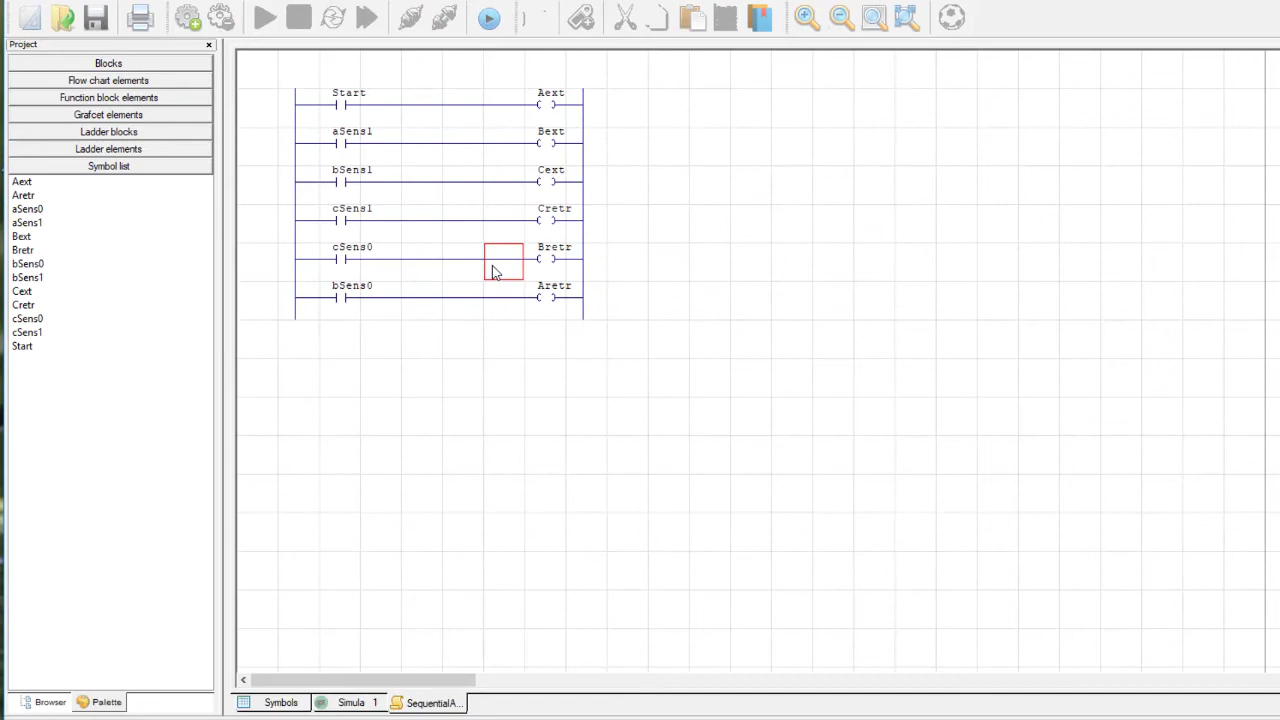 Project
Blocks
Flow chart elements
Function block elements
Grafcet elements
Ladder blocks
Ladder elements
Symbol list
Aext
Aretr
aSens0
aSens1
Bext
Bretr
bSens0
bSens1
Cext
Cretr
cSens0
cSens1
Start
Start Aext
aSens1 Bext
bSens1 Cext
cSens1 Cretr
cSens0 Bretr
bSens0 Aretr
Browser Palette Symbols Simula 1 SequentialA...